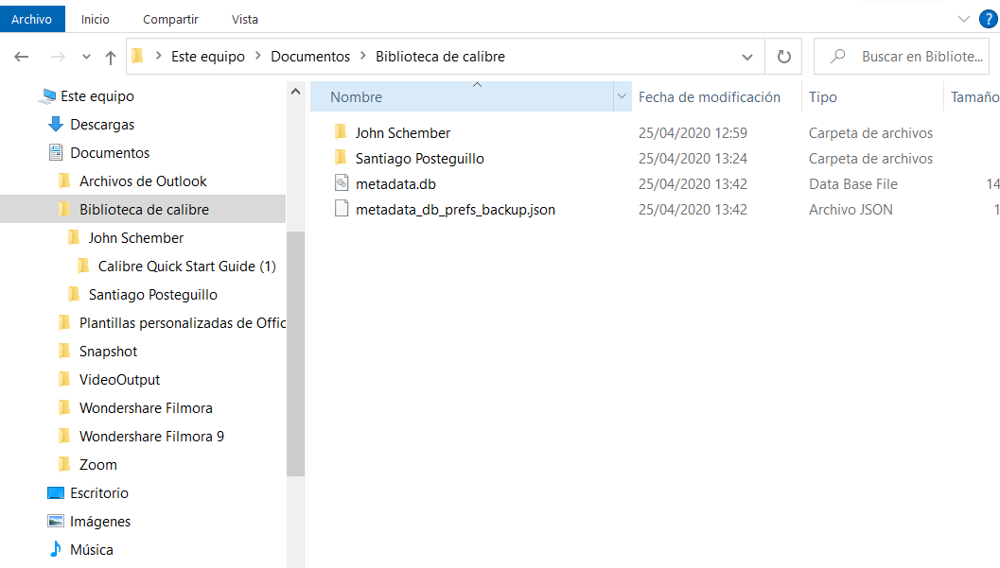 Archivo Inicio Compartir Vista ?
Este equipo Documentos Biblioteca de calibre Buscar en Bibliote...
Este equipo
Descargas
Documentos
Archivos de Outlook
Biblioteca de calibre
John Schember
Calibre Quick Start Guide (1)
Santiago Posteguillo
Plantillas personalizadas de Offic
Snapshot
VideoOutput
Wondershare Filmora
Wondershare Filmora 9
Zoom
Escritorio
Imágenes
Música
Nombre Fecha de modificación Tipo Tamaño
John Schember 25/04/2020 12:59 Carpeta de archivos
Santiago Posteguillo 25/04/2020 13:24 Carpeta de archivos
metadata.db 25/04/2020 13:42 Data Base File 14
metadata_db_prefs_backup.json 25/04/2020 13:42 Archivo JSON 1